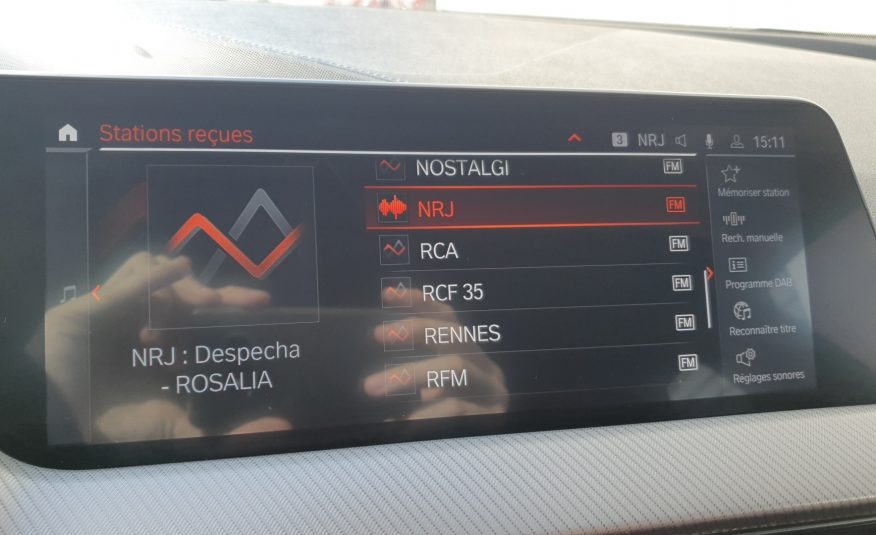 Stations reçues
3 NRJ 15:11
NOSTALGI FM
NRJ FM
RCA FM
RCF 35 FM
RENNES FM
RFM FM
NRJ : Despecha
- ROSALIA
Mémoriser station
Rech. manuelle
Programme DAB
Reconnaître titre
Réglages sonores